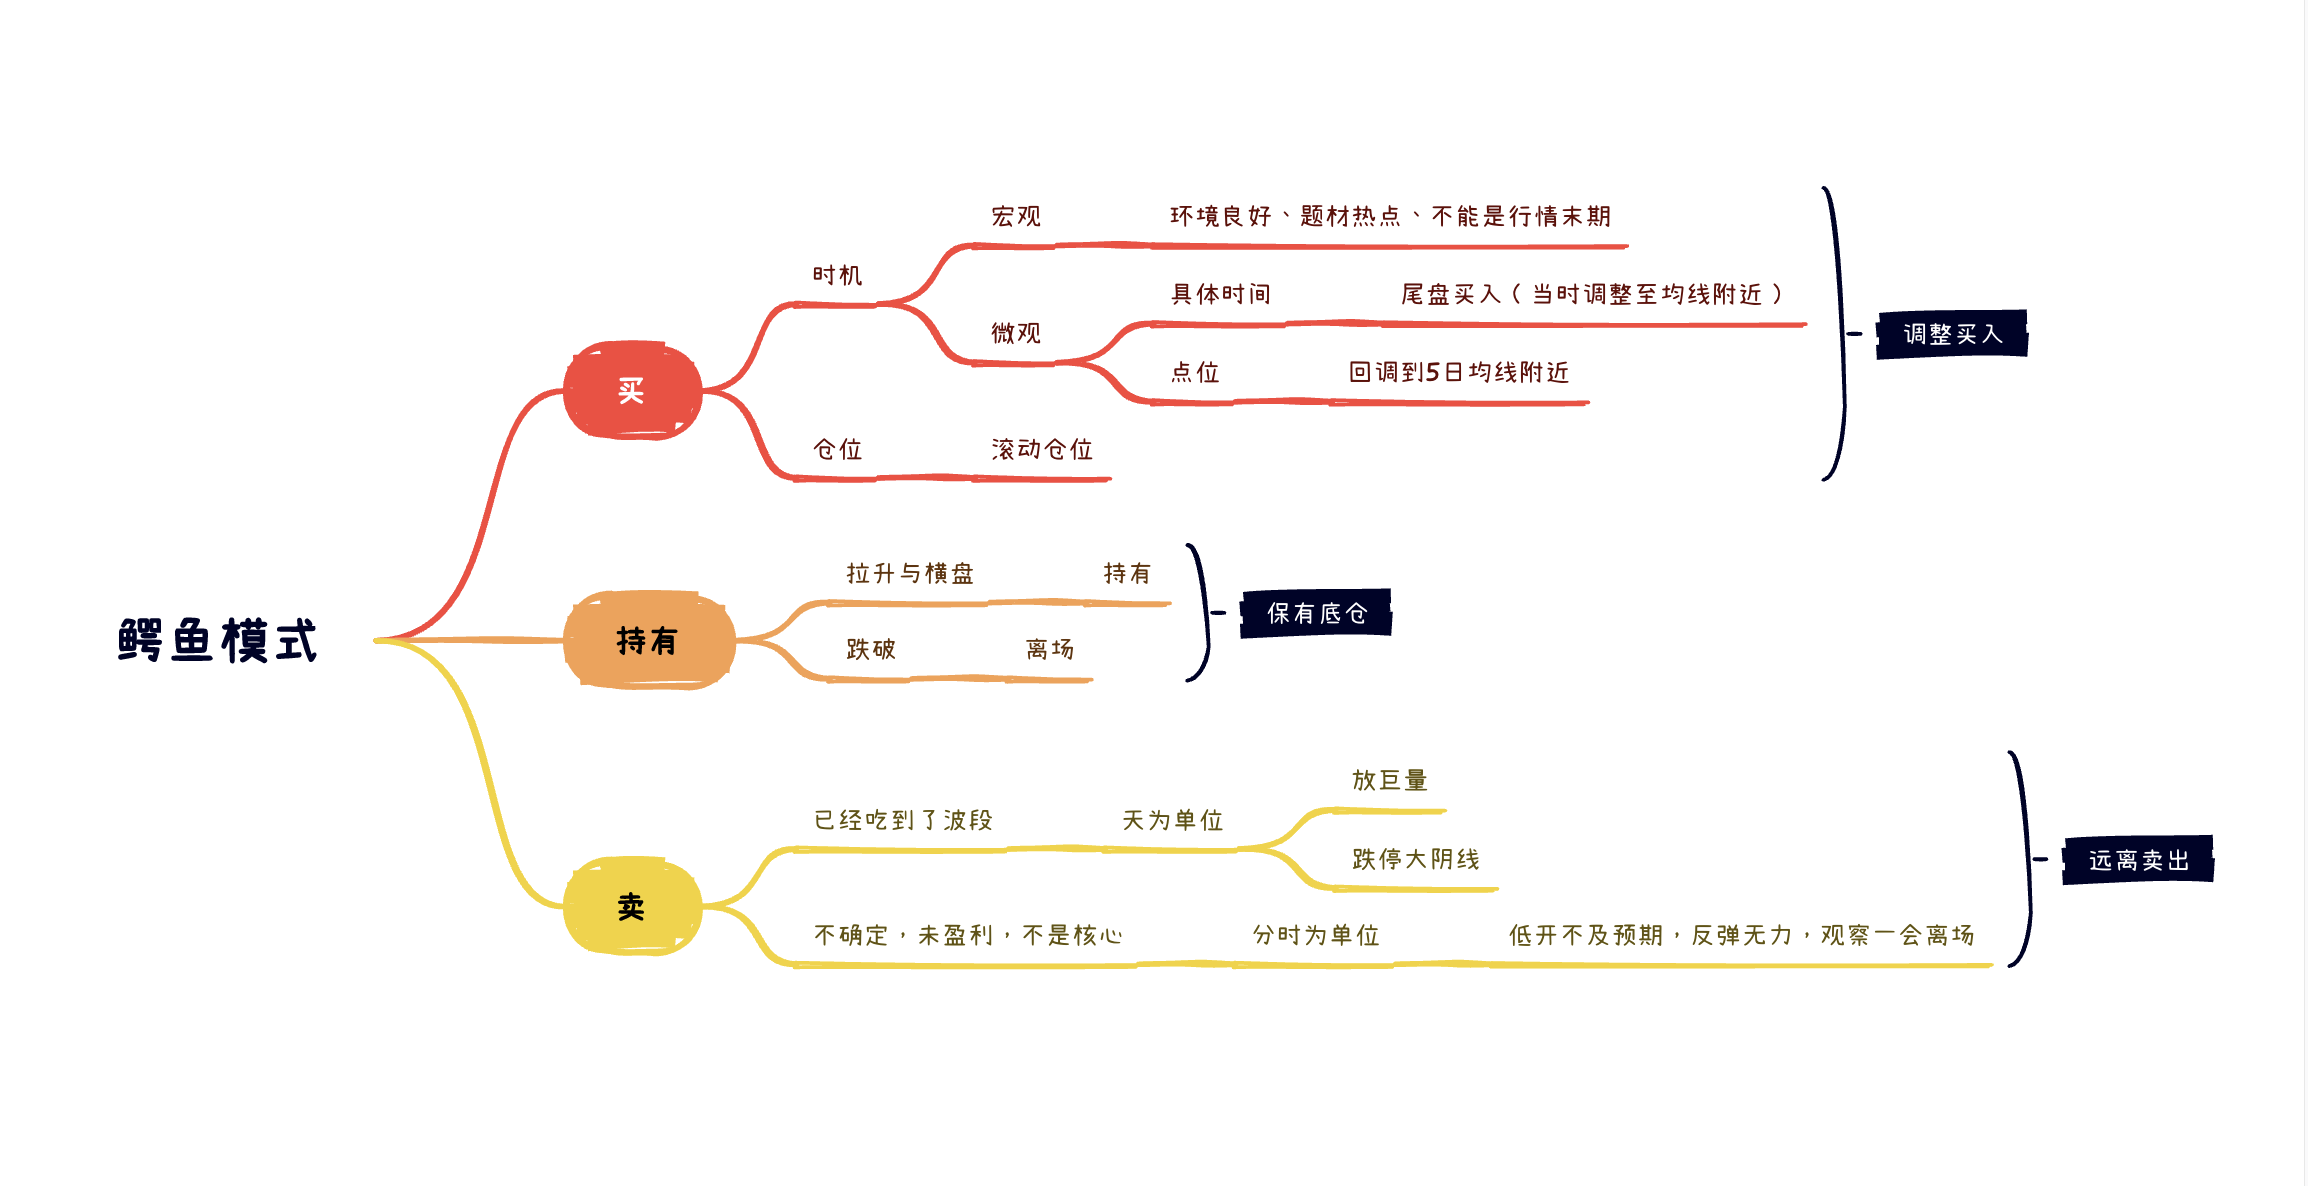 鳄鱼模式
买
时机
宏观
环境良好、题材热点、不能是行情末期
微观
具体时间
尾盘买入（当时调整至均线附近）
点位
回调到5日均线附近
仓位
滚动仓位
调整买入
持有
拉升与横盘
持有
跌破
离场
保有底仓
卖
已经吃到了波段
天为单位
放巨量
跌停大阴线
不确定，未盈利，不是核心
分时为单位
低开不及预期，反弹无力，观察一会离场
远离卖出